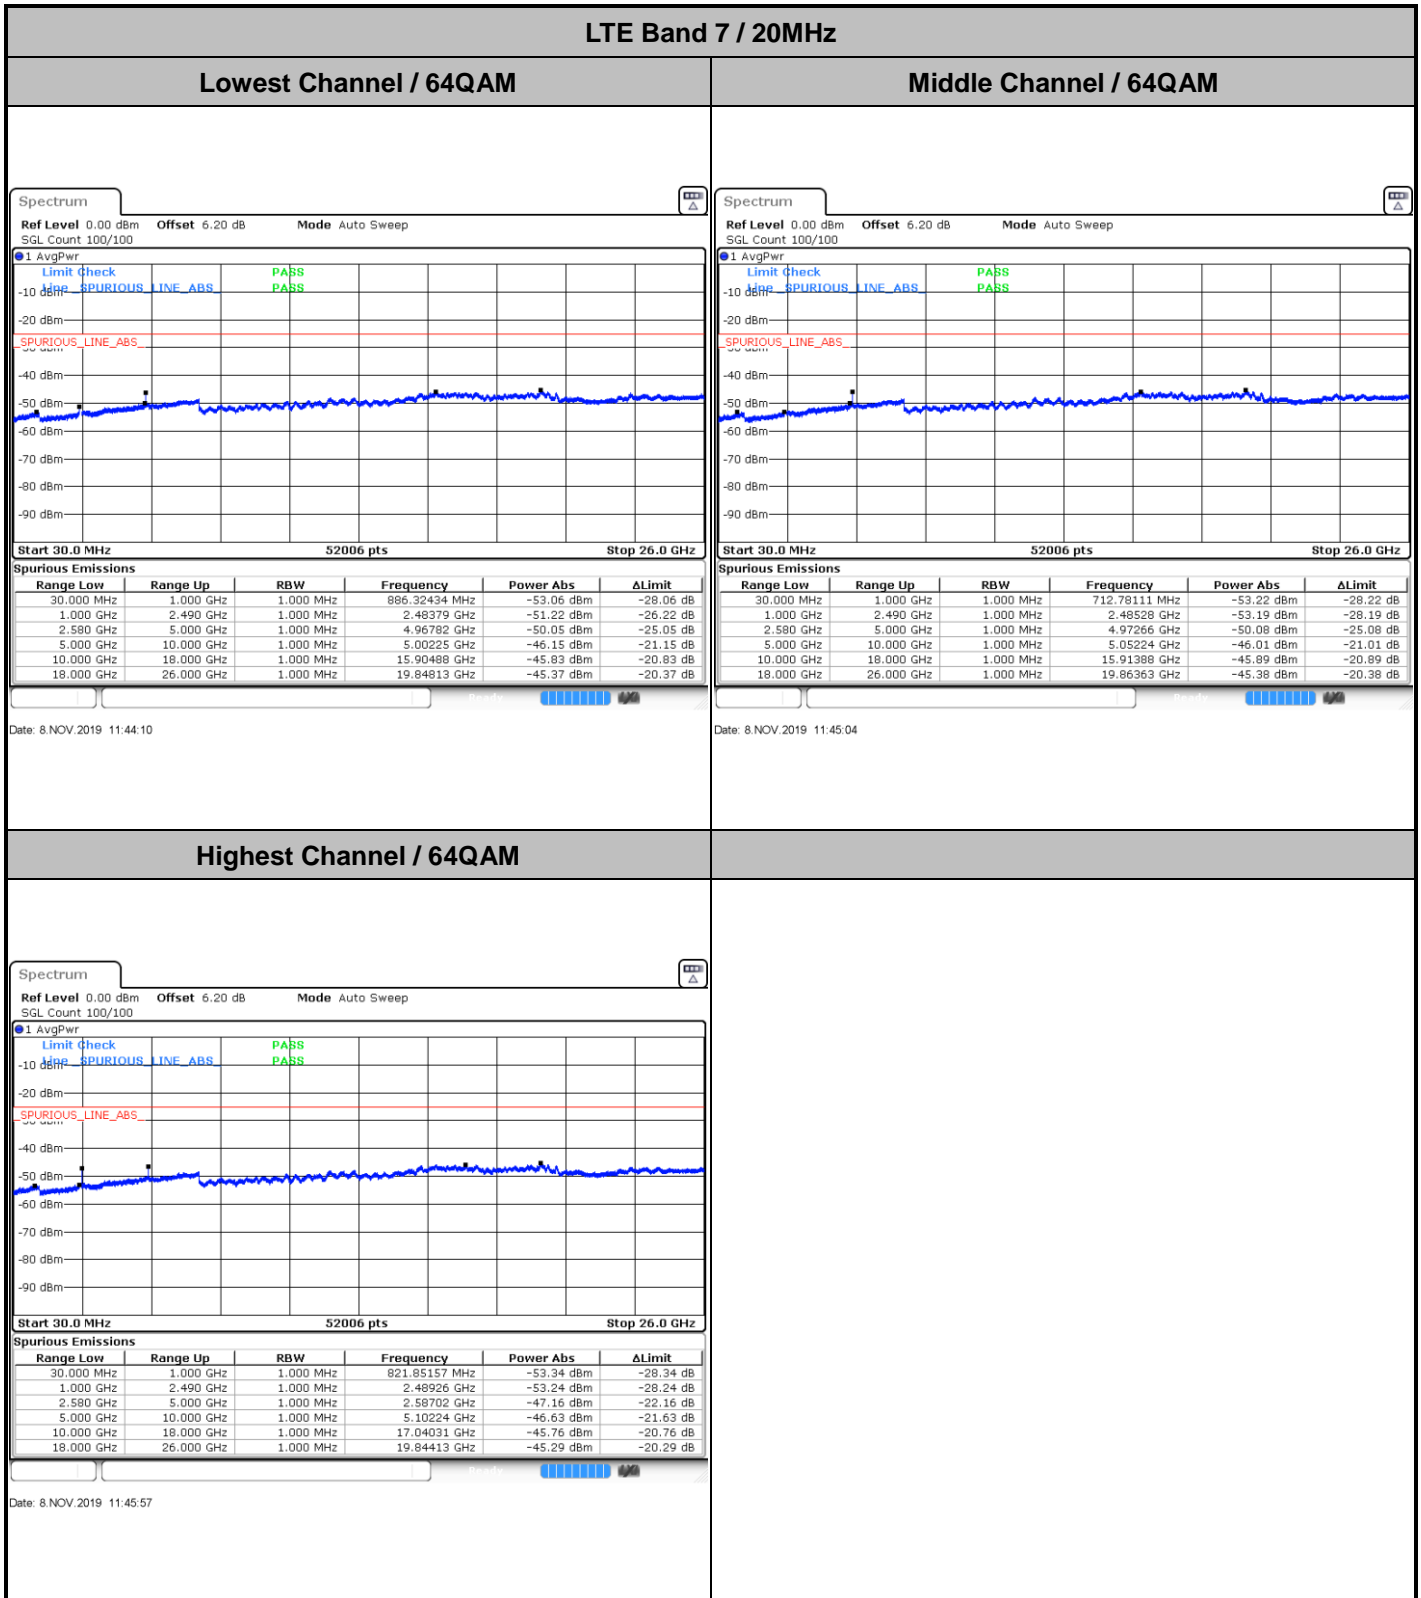 LTE Band 7 / 20MHz
Lowest Channel / 64QAM
Middle Channel / 64QAM
Spectrum
Ref Level 0.00 dBm Offset 6.20 dB Mode Auto Sweep
SGL Count 100/100
1 AvgPwr
Limit Check PASS
Line _SPURIOUS_LINE_ABS_ PASS
-10 dBm
-20 dBm
_SPURIOUS_LINE_ABS_
-30 dBm
-40 dBm
-50 dBm
-60 dBm
-70 dBm
-80 dBm
-90 dBm
Start 30.0 MHz 52006 pts Stop 26.0 GHz
Spurious Emissions
Range Low Range Up RBW Frequency Power Abs ΔLimit
30.000 MHz 1.000 GHz 1.000 MHz 886.32434 MHz -53.06 dBm -28.06 dB
1.000 GHz 2.490 GHz 1.000 MHz 2.48379 GHz -51.22 dBm -26.22 dB
2.580 GHz 5.000 GHz 1.000 MHz 4.96782 GHz -50.05 dBm -25.05 dB
5.000 GHz 10.000 GHz 1.000 MHz 5.00225 GHz -46.15 dBm -21.15 dB
10.000 GHz 18.000 GHz 1.000 MHz 15.90488 GHz -45.83 dBm -20.83 dB
18.000 GHz 26.000 GHz 1.000 MHz 19.84813 GHz -45.37 dBm -20.37 dB
Date: 8.NOV.2019 11:44:10
Spectrum
Ref Level 0.00 dBm Offset 6.20 dB Mode Auto Sweep
SGL Count 100/100
1 AvgPwr
Limit Check PASS
Line _SPURIOUS_LINE_ABS_ PASS
-10 dBm
-20 dBm
_SPURIOUS_LINE_ABS_
-30 dBm
-40 dBm
-50 dBm
-60 dBm
-70 dBm
-80 dBm
-90 dBm
Start 30.0 MHz 52006 pts Stop 26.0 GHz
Spurious Emissions
Range Low Range Up RBW Frequency Power Abs ΔLimit
30.000 MHz 1.000 GHz 1.000 MHz 712.78111 MHz -53.22 dBm -28.22 dB
1.000 GHz 2.490 GHz 1.000 MHz 2.48528 GHz -53.19 dBm -28.19 dB
2.580 GHz 5.000 GHz 1.000 MHz 4.97266 GHz -50.08 dBm -25.08 dB
5.000 GHz 10.000 GHz 1.000 MHz 5.05224 GHz -46.01 dBm -21.01 dB
10.000 GHz 18.000 GHz 1.000 MHz 15.91388 GHz -45.89 dBm -20.89 dB
18.000 GHz 26.000 GHz 1.000 MHz 19.86363 GHz -45.38 dBm -20.38 dB
Date: 8.NOV.2019 11:45:04
Highest Channel / 64QAM
Spectrum
Ref Level 0.00 dBm Offset 6.20 dB Mode Auto Sweep
SGL Count 100/100
1 AvgPwr
Limit Check PASS
Line _SPURIOUS_LINE_ABS_ PASS
-10 dBm
-20 dBm
_SPURIOUS_LINE_ABS_
-30 dBm
-40 dBm
-50 dBm
-60 dBm
-70 dBm
-80 dBm
-90 dBm
Start 30.0 MHz 52006 pts Stop 26.0 GHz
Spurious Emissions
Range Low Range Up RBW Frequency Power Abs ΔLimit
30.000 MHz 1.000 GHz 1.000 MHz 821.85157 MHz -53.34 dBm -28.34 dB
1.000 GHz 2.490 GHz 1.000 MHz 2.48926 GHz -53.24 dBm -28.24 dB
2.580 GHz 5.000 GHz 1.000 MHz 2.58702 GHz -47.16 dBm -22.16 dB
5.000 GHz 10.000 GHz 1.000 MHz 5.10224 GHz -46.63 dBm -21.63 dB
10.000 GHz 18.000 GHz 1.000 MHz 17.04031 GHz -45.76 dBm -20.76 dB
18.000 GHz 26.000 GHz 1.000 MHz 19.84413 GHz -45.29 dBm -20.29 dB
Date: 8.NOV.2019 11:45:57